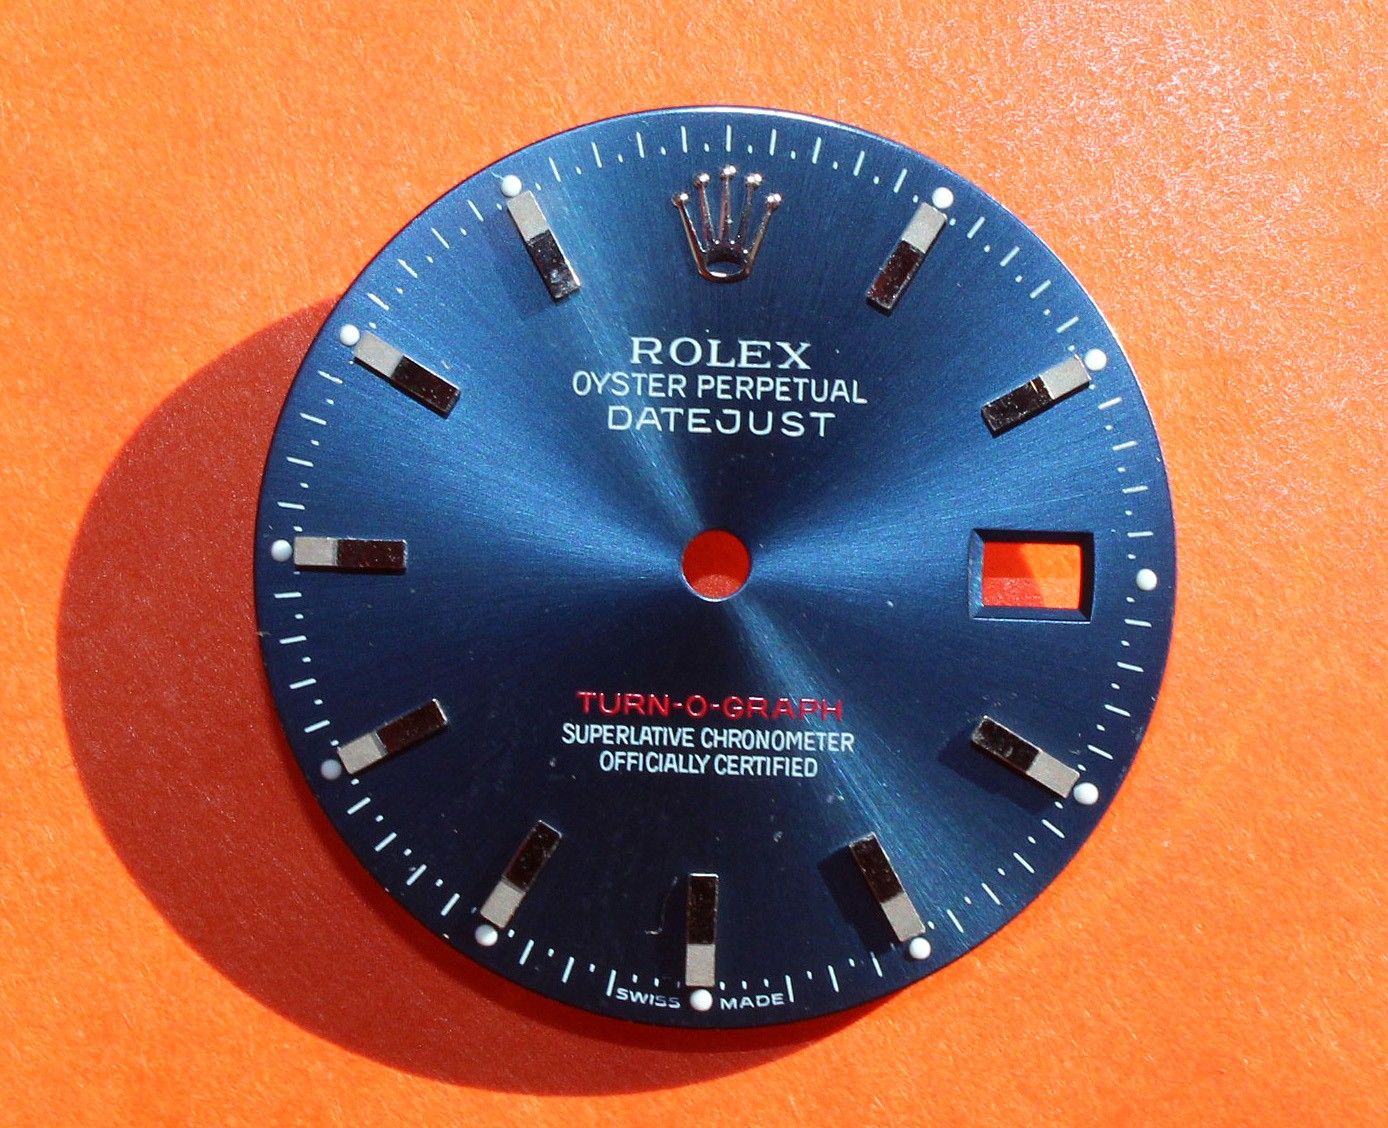 ROLEX
OYSTER PERPETUAL
DATEJUST
TURN-O-GRAPH
SUPERLATIVE CHRONOMETER
OFFICIALLY CERTIFIED
SWISS MADE